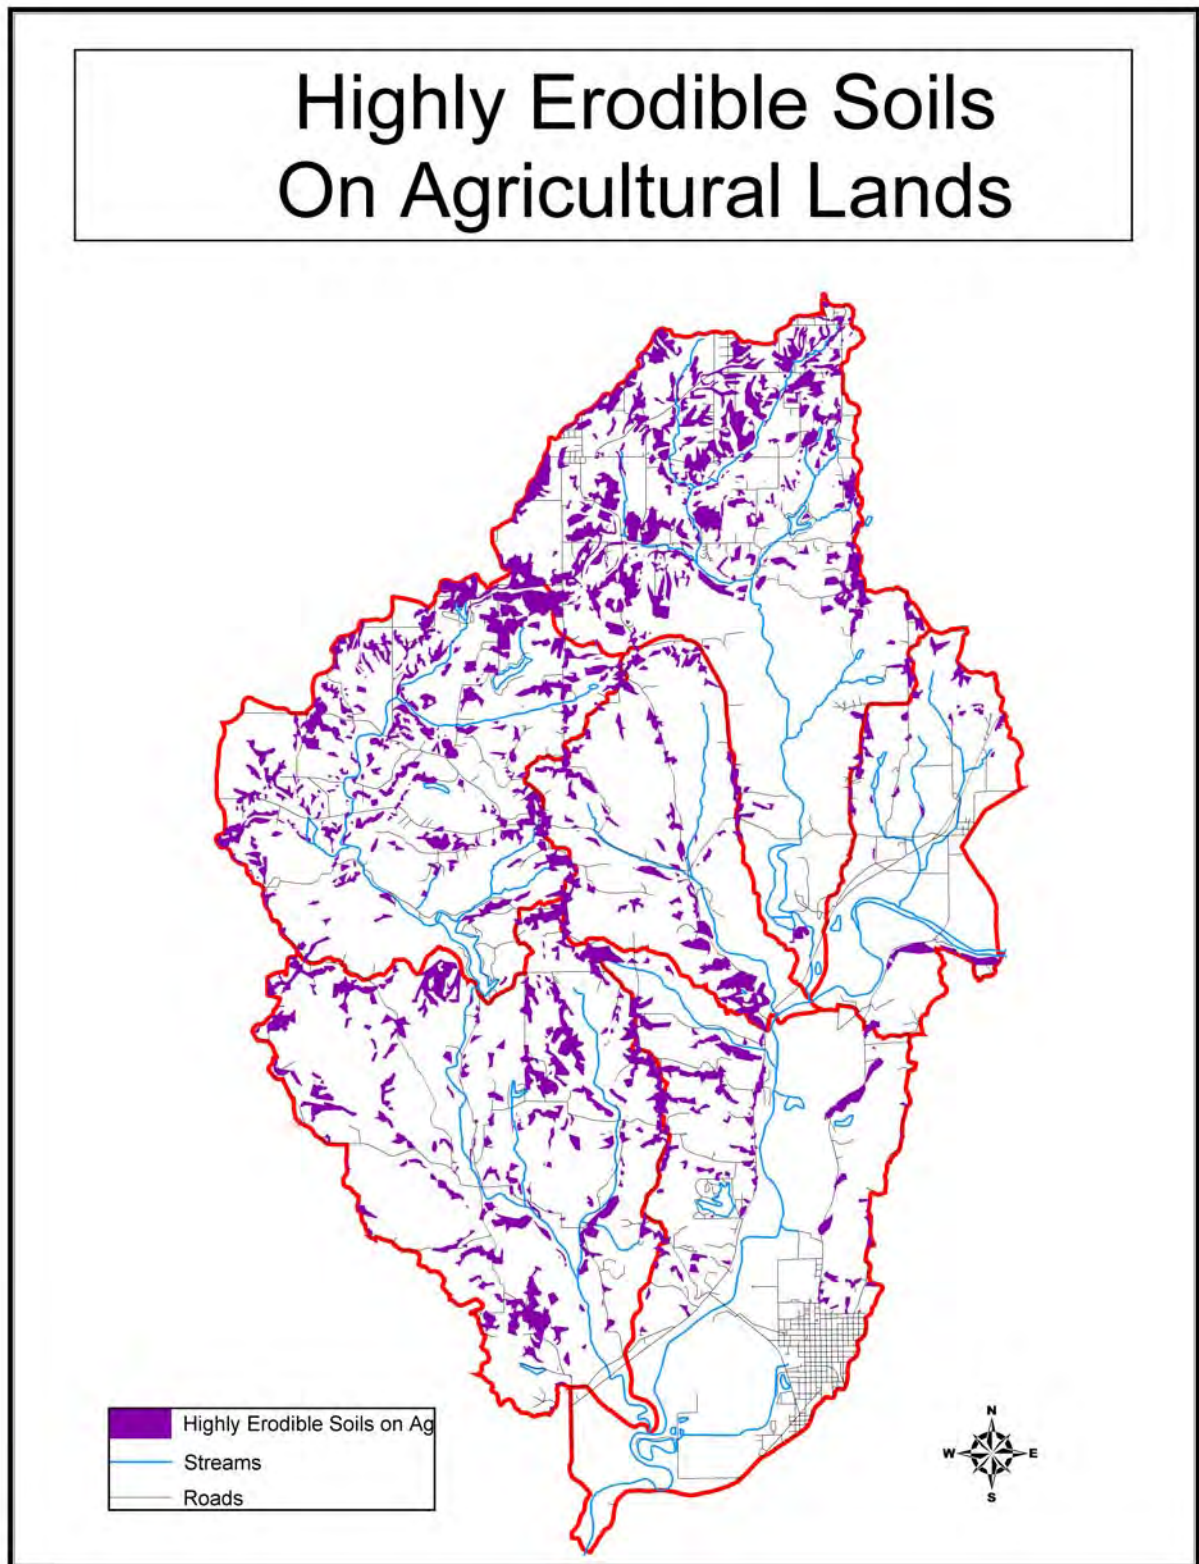 Highly Erodible Soils
On Agricultural Lands
Highly Erodible Soils on Ag
Streams
Roads
N
W E
S